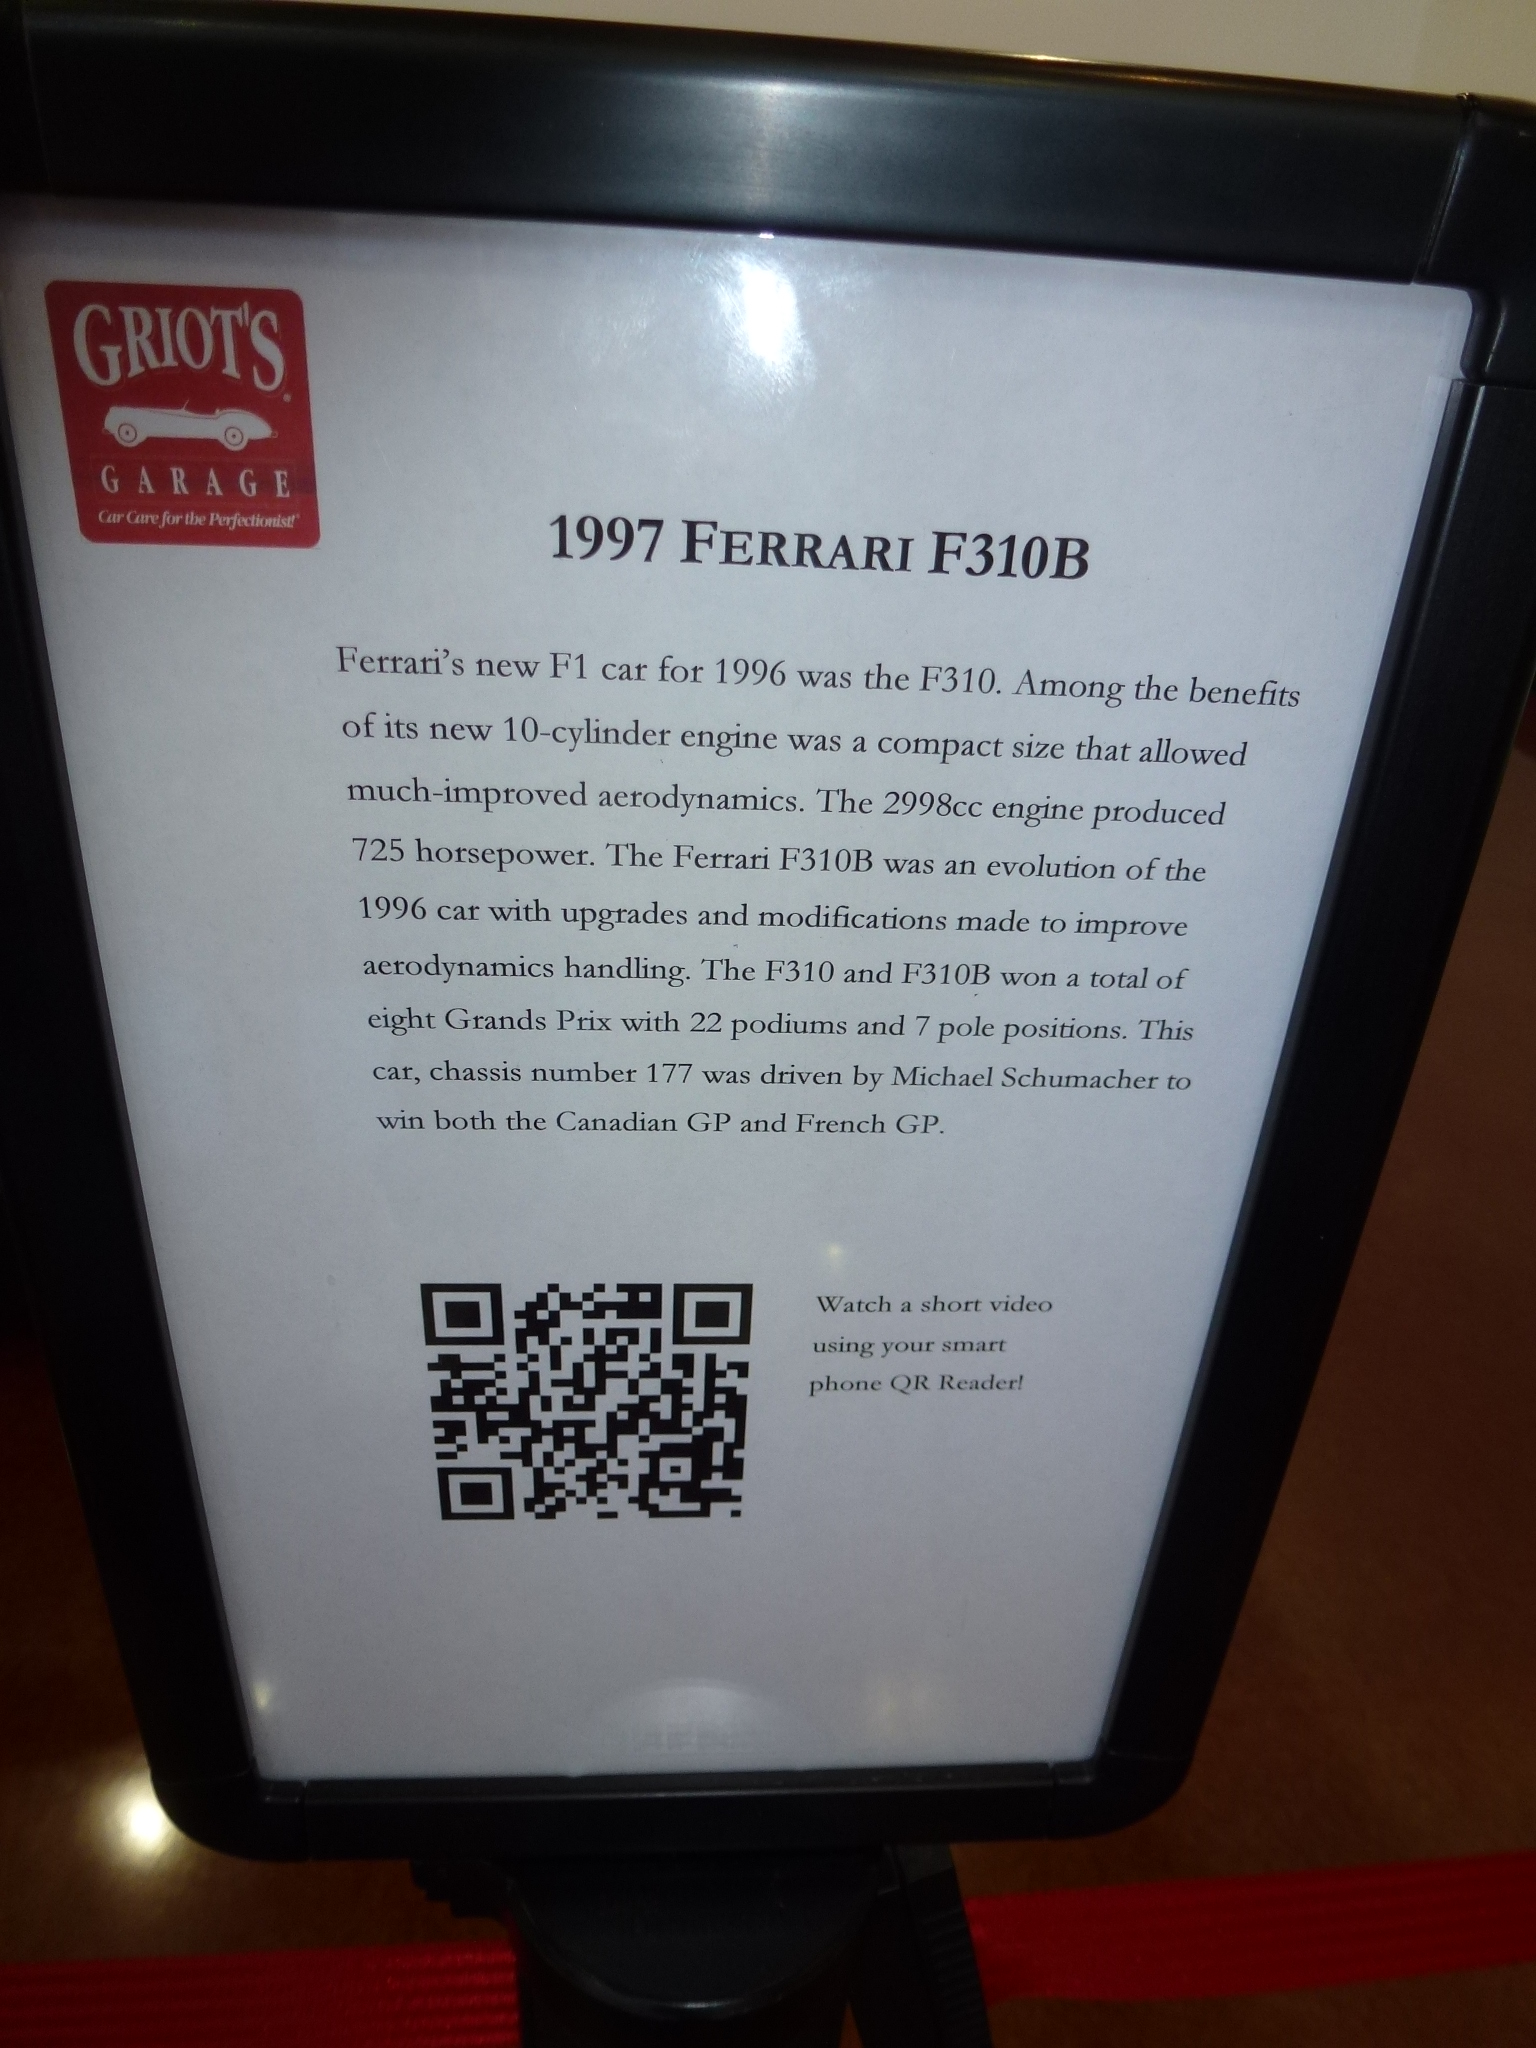 GRIOT'S
GARAGE
Car Care for the Perfectionist!
1997 FERRARI F310B
Ferrari's new F1 car for 1996 was the F310. Among the benefits
of its new 10-cylinder engine was a compact size that allowed
much-improved aerodynamics. The 2998cc engine produced
725 horsepower. The Ferrari F310B was an evolution of the
1996 car with upgrades and modifications made to improve
aerodynamics handling. The F310 and F310B won a total of
eight Grands Prix with 22 podiums and 7 pole positions. This
car, chassis number 177 was driven by Michael Schumacher to
win both the Canadian GP and French GP.
Watch a short video
using your smart
phone QR Reader!